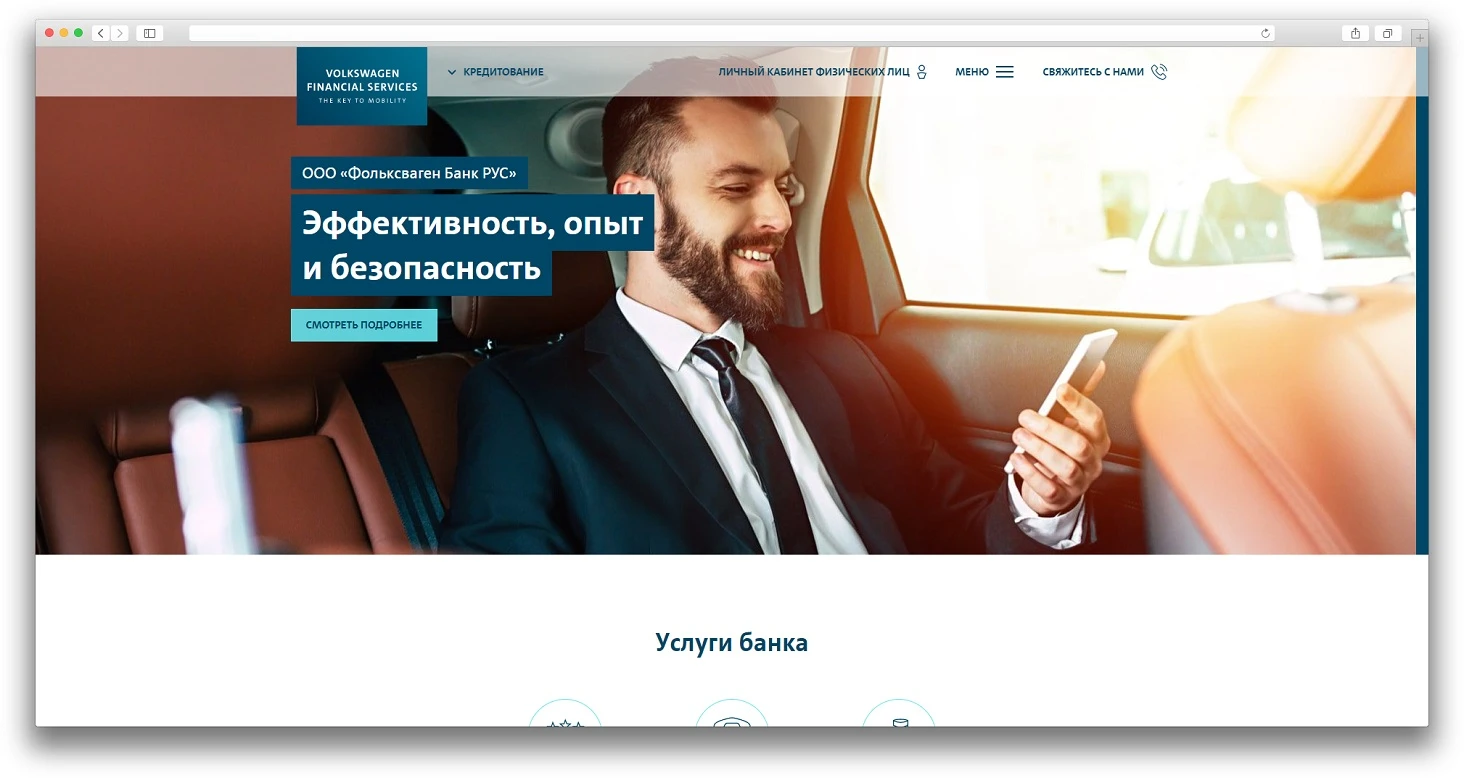 VOLKSWAGEN
FINANCIAL SERVICES
THE KEY TO MOBILITY
КРЕДИТОВАНИЕ
ЛИЧНЫЙ КАБИНЕТ ФИЗИЧЕСКИХ ЛИЦ
МЕНЮ
СВЯЖИТЕСЬ С НАМИ
ООО «Фольксваген Банк РУС»
Эффективность, опыт
и безопасность
СМОТРЕТЬ ПОДРОБНЕЕ
Услуги банка